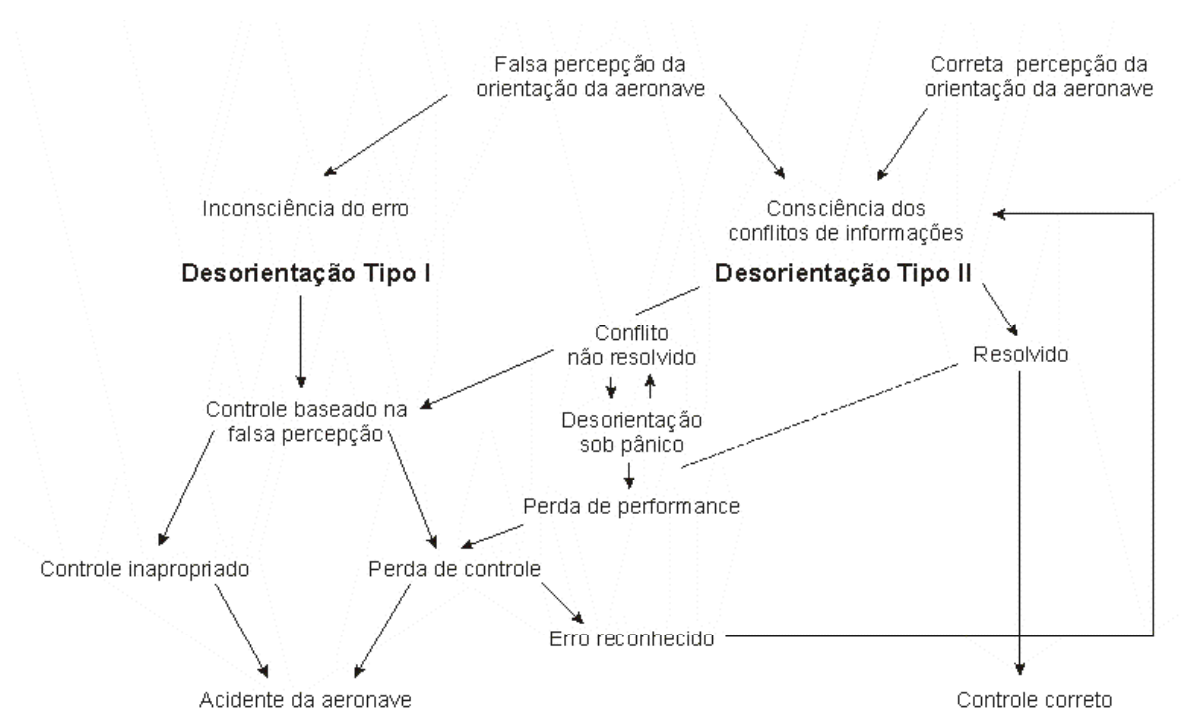 Falsa percepção da
orientação da aeronave
Correta percepção da
orientação da aeronave
Inconsciência do erro
Consciência dos
conflitos de informações
Desorientação Tipo I
Desorientação Tipo II
Conflito
não resolvido
Resolvido
Controle baseado na
falsa percepção
Desorientação
sob pânico
Perda de performance
Controle inapropriado
Perda de controle
Erro reconhecido
Acidente da aeronave
Controle correto